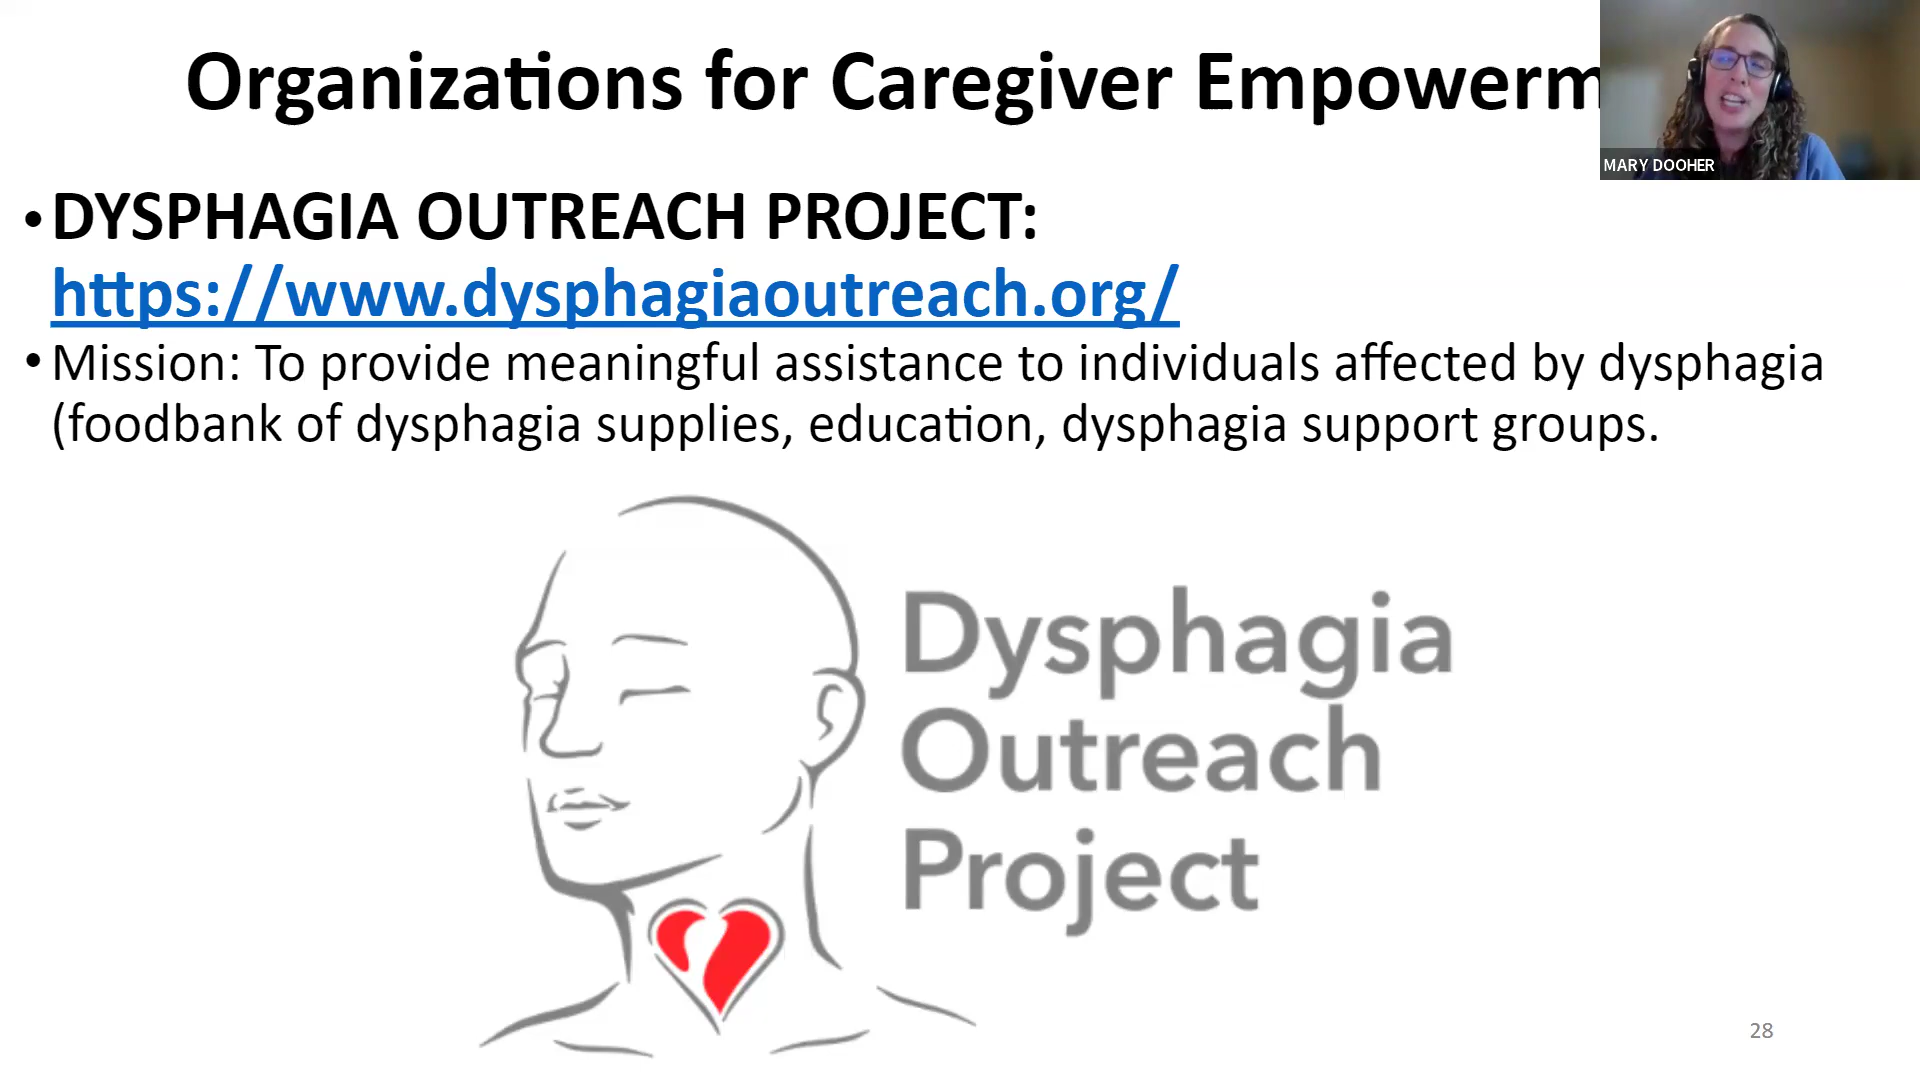 Organizations for Caregiver Empowerm
MARY DOOHER
•DYSPHAGIA OUTREACH PROJECT:
https://www.dysphagiaoutreach.org/
•Mission: To provide meaningful assistance to individuals affected by dysphagia
(foodbank of dysphagia supplies, education, dysphagia support groups.
Dysphagia
Outreach
Project
28